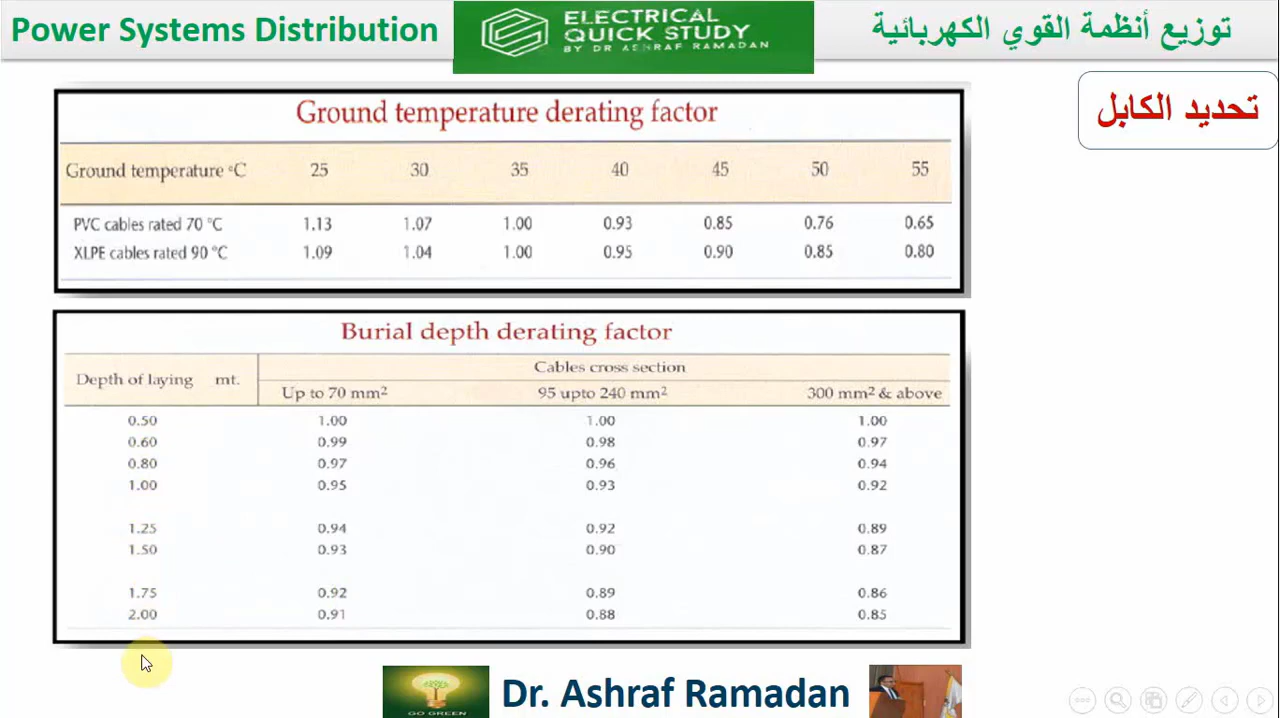 Power Systems Distribution
ELECTRICAL
QUICK STUDY
BY DR ASHRAF RAMADAN
توزيع أنظمة القوي الكهربائية
تحديد الكابل
Ground temperature derating factor
Ground temperature °C 25 30 35 40 45 50 55
PVC cables rated 70 °C 1.13 1.07 1.00 0.93 0.85 0.76 0.65
XLPE cables rated 90 °C 1.09 1.04 1.00 0.95 0.90 0.85 0.80
Burial depth derating factor
Depth of laying mt. Cables cross section
Up to 70 mm² 95 upto 240 mm² 300 mm² & above
0.50 1.00 1.00 1.00
0.60 0.99 0.98 0.97
0.80 0.97 0.96 0.94
1.00 0.95 0.93 0.92
1.25 0.94 0.92 0.89
1.50 0.93 0.90 0.87
1.75 0.92 0.89 0.86
2.00 0.91 0.88 0.85
GO GREEN
Dr. Ashraf Ramadan